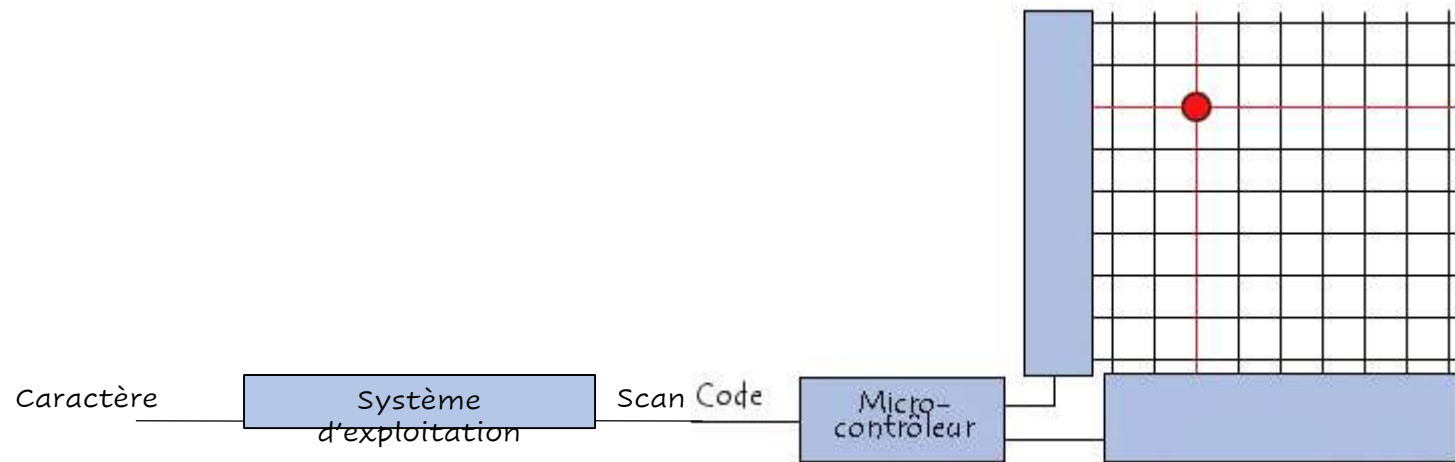 Caractère
Système
d'exploitation
Scan Code
Micro-
contrôleur